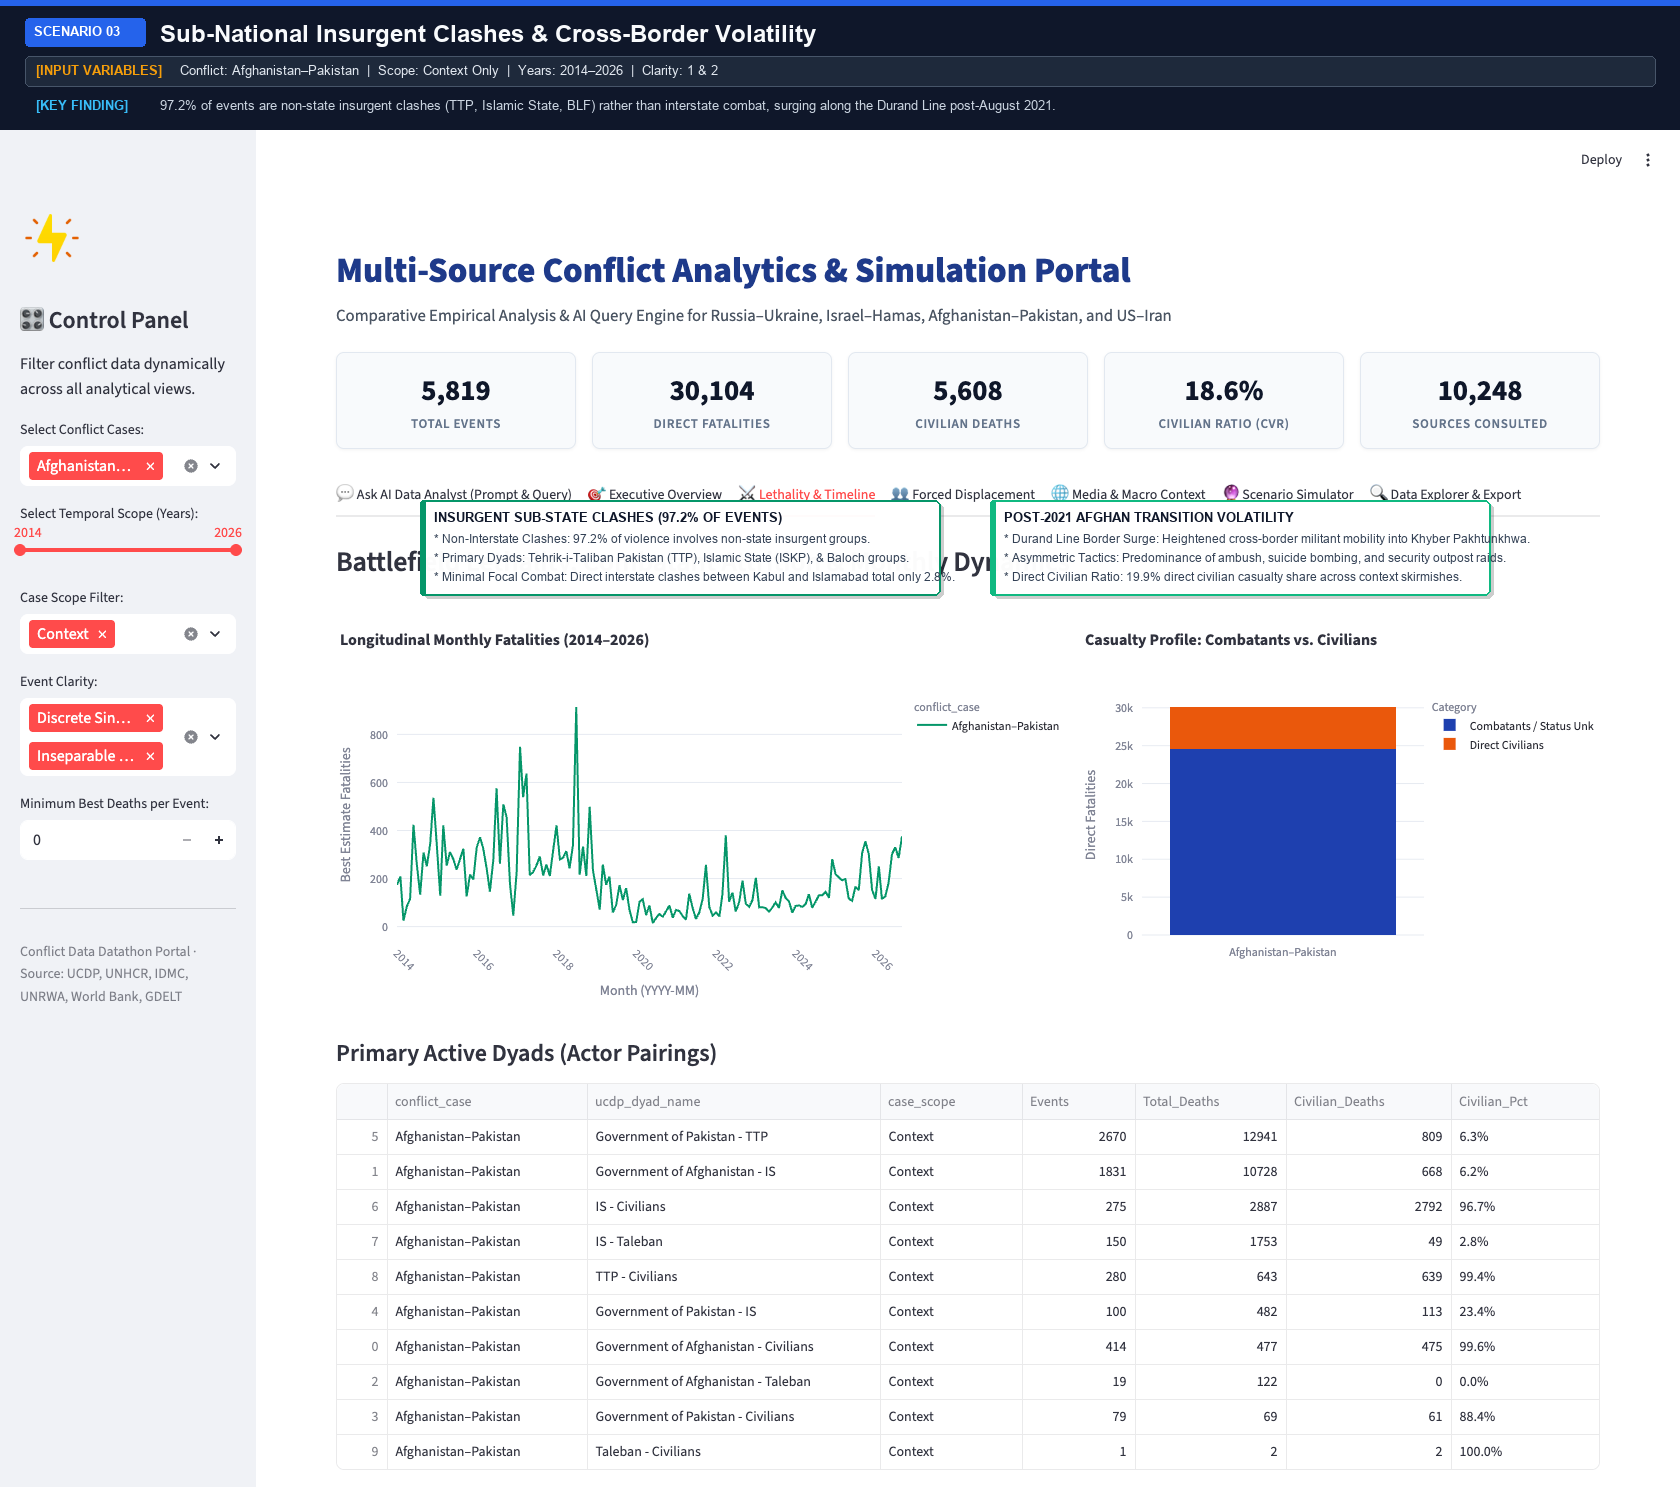 SCENARIO 03
Sub-National Insurgent Clashes & Cross-Border Volatility
[INPUT VARIABLES] Conflict: Afghanistan–Pakistan | Scope: Context Only | Years: 2014–2026 | Clarity: 1 & 2
[KEY FINDING] 97.2% of events are non-state insurgent clashes (TTP, Islamic State, BLF) rather than interstate combat, surging along the Durand Line post-August 2021.
Deploy
Control Panel
Filter conflict data dynamically
across all analytical views.
Select Conflict Cases:
Afghanistan...
Select Temporal Scope (Years):
2014 2026
Case Scope Filter:
Context
Event Clarity:
Discrete Sin...
Inseparable ...
Minimum Best Deaths per Event:
0
Conflict Data Datathon Portal ·
Source: UCDP, UNHCR, IDMC,
UNRWA, World Bank, GDELT
Multi-Source Conflict Analytics & Simulation Portal
Comparative Empirical Analysis & AI Query Engine for Russia–Ukraine, Israel–Hamas, Afghanistan–Pakistan, and US–Iran
5,819
TOTAL EVENTS
30,104
DIRECT FATALITIES
5,608
CIVILIAN DEATHS
18.6%
CIVILIAN RATIO (CVR)
10,248
SOURCES CONSULTED
Ask AI Data Analyst (Prompt & Query) Executive Overview Lethality & Timeline Forced Displacement Media & Macro Context Scenario Simulator Data Explorer & Export
INSURGENT SUB-STATE CLASHES (97.2% OF EVENTS)
* Non-Interstate Clashes: 97.2% of violence involves non-state insurgent groups.
* Primary Dyads: Tehrik-i-Taliban Pakistan (TTP), Islamic State (ISKP), & Baloch groups.
* Minimal Focal Combat: Direct interstate clashes between Kabul and Islamabad total only 2.8%.
POST-2021 AFGHAN TRANSITION VOLATILITY
* Durand Line Border Surge: Heightened cross-border militant mobility into Khyber Pakhtunkhwa.
* Asymmetric Tactics: Predominance of ambush, suicide bombing, and security outpost raids.
* Direct Civilian Ratio: 19.9% direct civilian casualty share across context skirmishes.
Longitudinal Monthly Fatalities (2014–2026)
conflict_case
Afghanistan–Pakistan
Best Estimate Fatalities
800
600
400
200
0
2014 2016 2018 2020 2022 2024 2026
Month (YYYY-MM)
Casualty Profile: Combatants vs. Civilians
Category
Combatants / Status Unk
Direct Civilians
Direct Fatalities
30k
25k
20k
15k
10k
5k
0
Afghanistan–Pakistan
Primary Active Dyads (Actor Pairings)
conflict_case ucdp_dyad_name case_scope Events Total_Deaths Civilian_Deaths Civilian_Pct
5 Afghanistan–Pakistan Government of Pakistan - TTP Context 2670 12941 809 6.3%
1 Afghanistan–Pakistan Government of Afghanistan - IS Context 1831 10728 668 6.2%
6 Afghanistan–Pakistan IS - Civilians Context 275 2887 2792 96.7%
7 Afghanistan–Pakistan IS - Taleban Context 150 1753 49 2.8%
8 Afghanistan–Pakistan TTP - Civilians Context 280 643 639 99.4%
4 Afghanistan–Pakistan Government of Pakistan - IS Context 100 482 113 23.4%
0 Afghanistan–Pakistan Government of Afghanistan - Civilians Context 414 477 475 99.6%
2 Afghanistan–Pakistan Government of Afghanistan - Taleban Context 19 122 0 0.0%
3 Afghanistan–Pakistan Government of Pakistan - Civilians Context 79 69 61 88.4%
9 Afghanistan–Pakistan Taleban - Civilians Context 1 2 2 100.0%